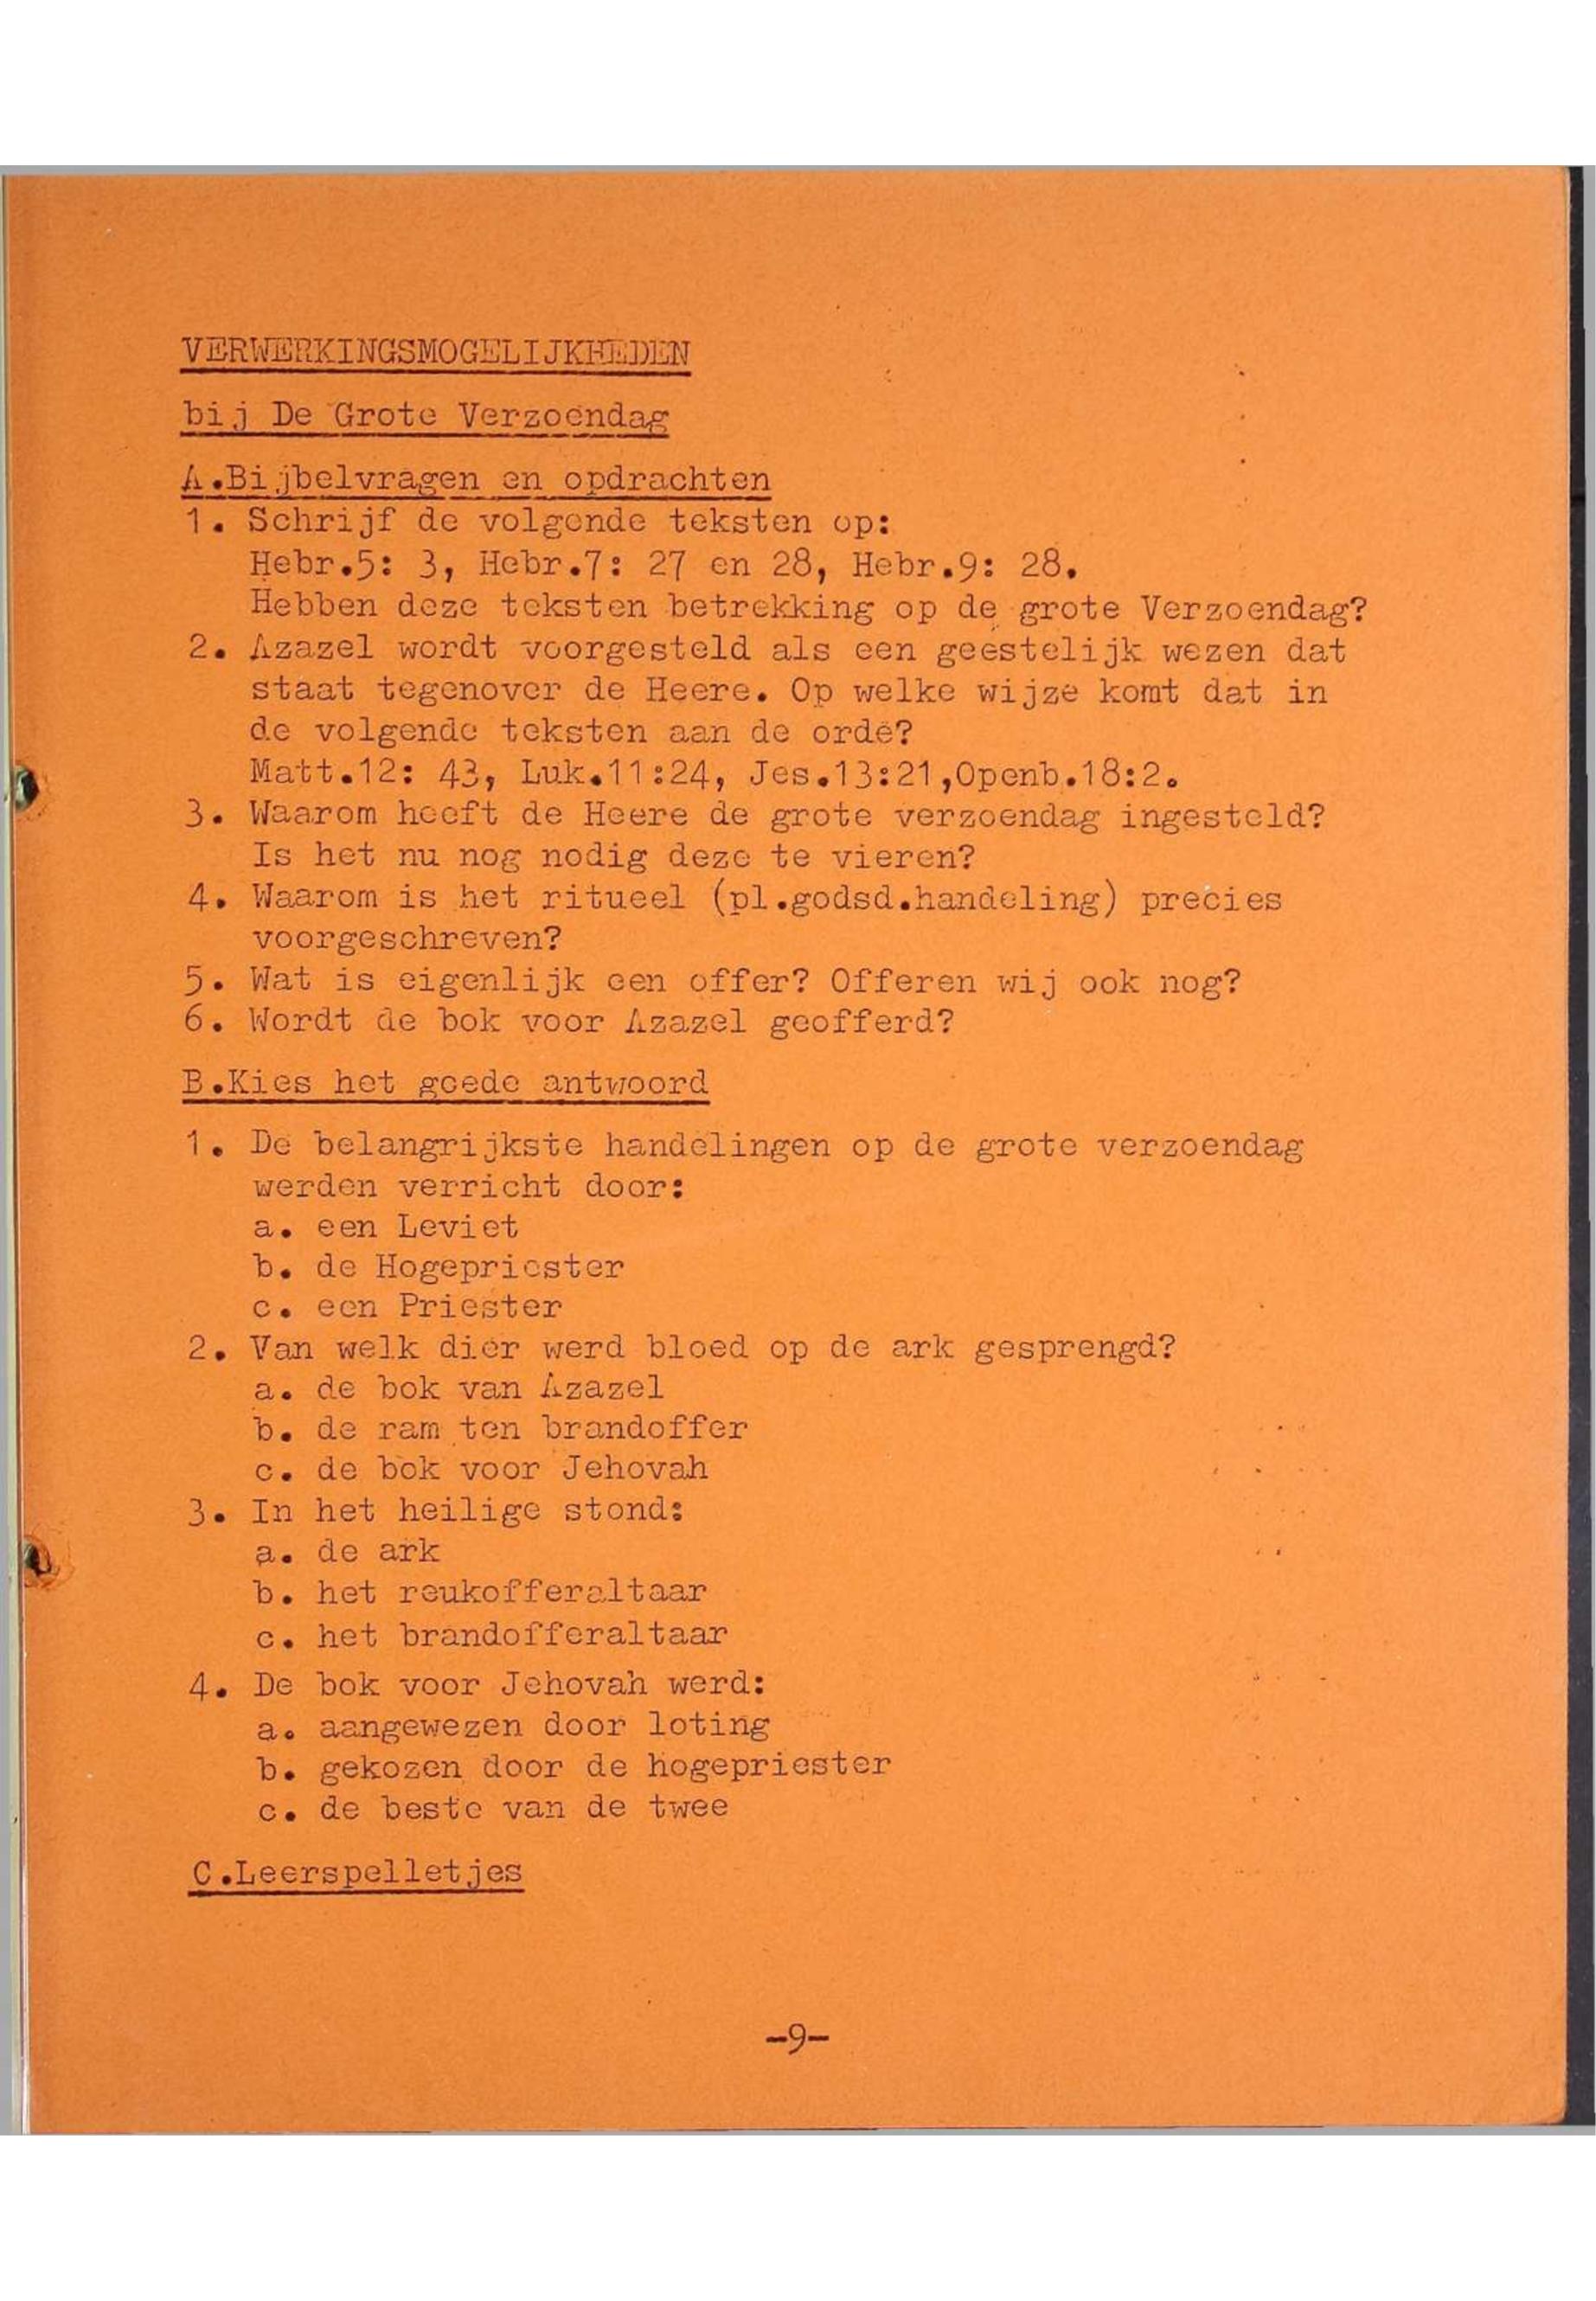 VERWERKINGSMOGELIJKHEDEN
bij De Grote Verzoendag
A.Bijbelvragen en opdrachten
1. Schrijf de volgende teksten op:
Hebr.5: 3, Hebr.7: 27 en 28, Hebr.9: 28.
Hebben deze teksten betrekking op de grote Verzoendag?
2. Azazel wordt voorgesteld als een geestelijk wezen dat
staat tegenover de Heere. Op welke wijze komt dat in
de volgende teksten aan de orde?
Matt.12: 43, Luk.11:24, Jes.13:21,Openb.18:2.
3. Waarom heeft de Heere de grote verzoendag ingesteld?
Is het nu nog nodig deze te vieren?
4. Waarom is het ritueel (pl.godsd.handeling) precies
voorgeschreven?
5. Wat is eigenlijk een offer? Offeren wij ook nog?
6. Wordt de bok voor Azazel geofferd?
B.Kies het goede antwoord
1. De belangrijkste handelingen op de grote verzoendag
werden verricht door:
a. een Leviet
b. de Hogepriester
c. een Priester
2. Van welk dier werd bloed op de ark gesprengd?
a. de bok van Azazel
b. de ram ten brandoffer
c. de bok voor Jehovah
3. In het heilige stond:
a. de ark
b. het reukofferaltaar
c. het brandofferaltaar
4. De bok voor Jehovah werd:
a. aangewezen door loting
b. gekozen door de hogepriester
c. de beste van de twee
C.Leerspelletjes
-9-